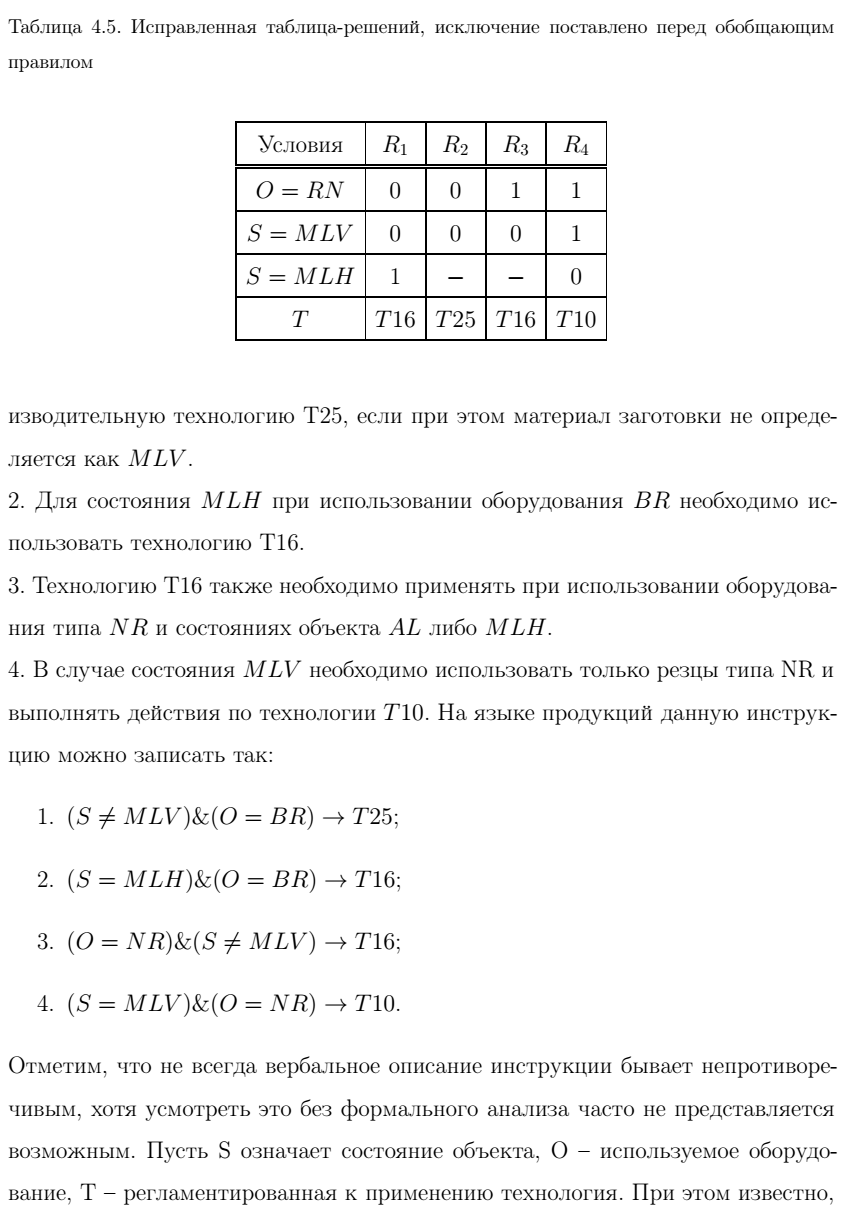 Таблица 4.5. Исправленная таблица-решений, исключение поставлено перед обобщающим
правилом
Условия R₁ R₂ R₃ R₄
O = RN 0 0 1 1
S = MLV 0 0 0 1
S = MLH 1 – – 0
T T16 T25 T16 T10
изводительную технологию T25, если при этом материал заготовки не опреде-
ляется как MLV.
2. Для состояния MLH при использовании оборудования BR необходимо ис-
пользовать технологию T16.
3. Технологию T16 также необходимо применять при использовании оборудова-
ния типа NR и состояниях объекта AL либо MLH.
4. В случае состояния MLV необходимо использовать только резцы типа NR и
выполнять действия по технологии T10. На языке продукций данную инструк-
цию можно записать так:
1. (S ≠ MLV)&(O = BR) → T25;
2. (S = MLH)&(O = BR) → T16;
3. (O = NR)&(S ≠ MLV) → T16;
4. (S = MLV)&(O = NR) → T10.
Отметим, что не всегда вербальное описание инструкции бывает непротиворе-
чивым, хотя усмотреть это без формального анализа часто не представляется
возможным. Пусть S означает состояние объекта, O – используемое оборудо-
вание, T – регламентированная к применению технология. При этом известно,